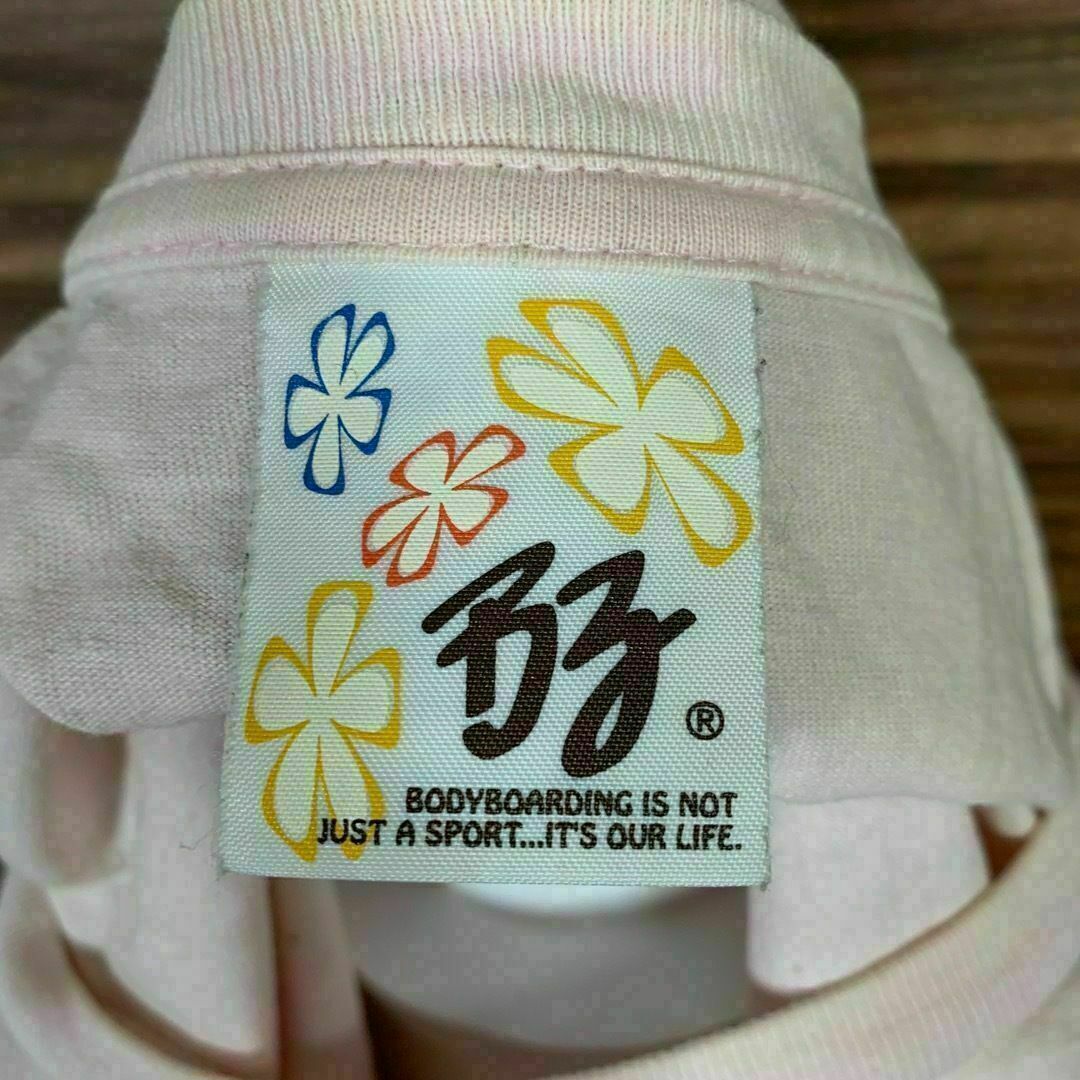 Bz®
BODYBOARDING IS NOT
JUST A SPORT...IT'S OUR LIFE.